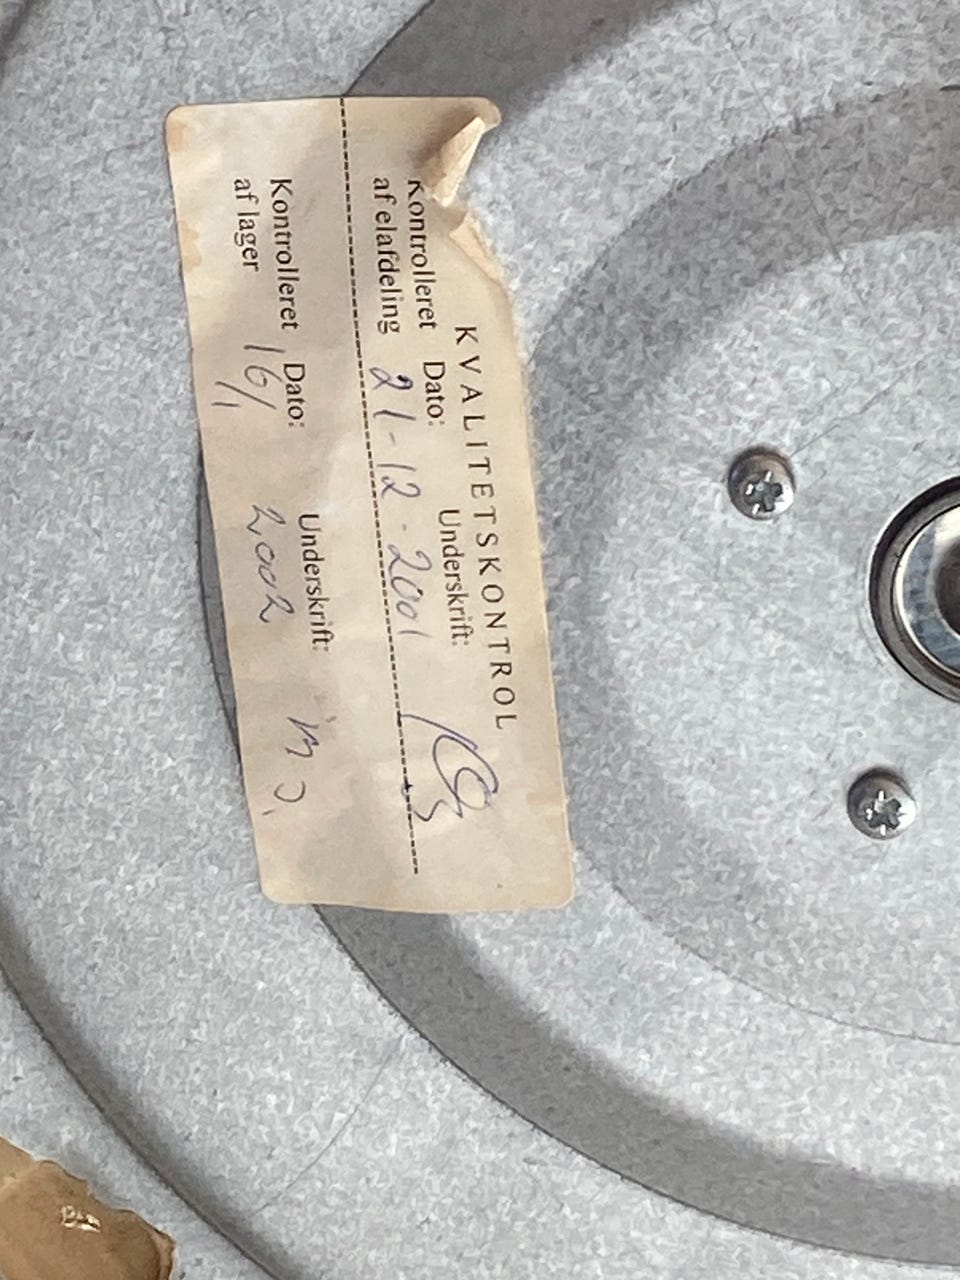 KVALITETSKONTROL
Kontrolleret Dato: Underskrift:
af elafdeling 21-12-2001
Kontrolleret Dato: Underskrift:
af lager 16/1 2002